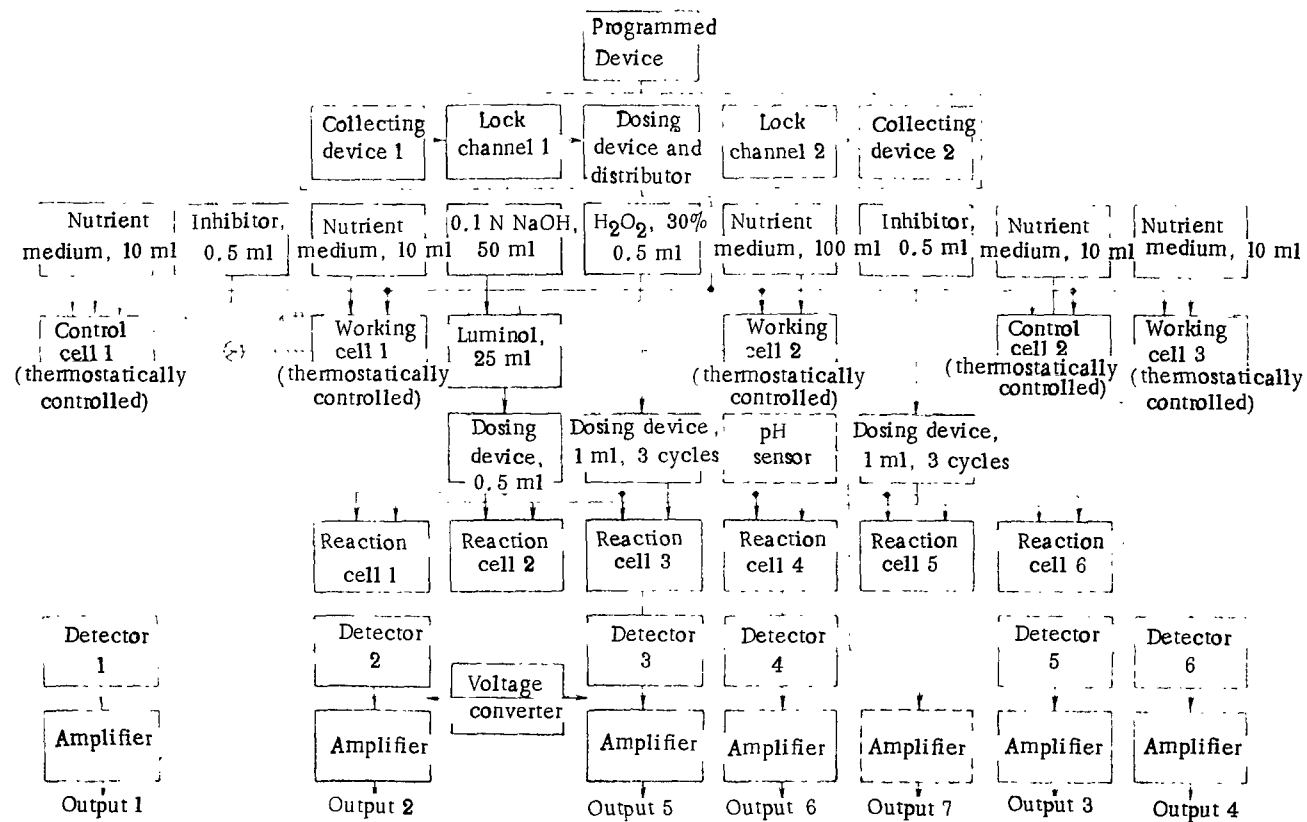 Programmed
Device
Collecting
device 1
Lock
channel 1
Dosing
device and
distributor
Lock
channel 2
Collecting
device 2
Nutrient
medium, 10 ml
Inhibitor,
0.5 ml
Nutrient
medium, 10 ml
0.1 N NaOH,
50 ml
H2O2, 30%
0.5 ml
Nutrient
medium, 100 ml
Inhibitor,
0.5 ml
Nutrient
medium, 10 ml
Nutrient
medium, 10 ml
Control
cell 1
(thermostatically
controlled)
Working
cell 1
(thermostatically
controlled)
Luminol,
25 ml
Working
cell 2
(thermostatically
controlled)
Control
cell 2
(thermostatically
controlled)
Working
cell 3
(thermostatically
controlled)
Dosing
device,
0.5 ml
Dosing device,
1 ml, 3 cycles
pH
sensor
Dosing device,
1 ml, 3 cycles
Reaction
cell 1
Reaction
cell 2
Reaction
cell 3
Reaction
cell 4
Reaction
cell 5
Reaction
cell 6
Detector
1
Detector
2
Voltage
converter
Detector
3
Detector
4
Detector
5
Detector
6
Amplifier
Amplifier
Amplifier
Amplifier
Amplifier
Amplifier
Amplifier
Output 1
Output 2
Output 5
Output 6
Output 7
Output 3
Output 4